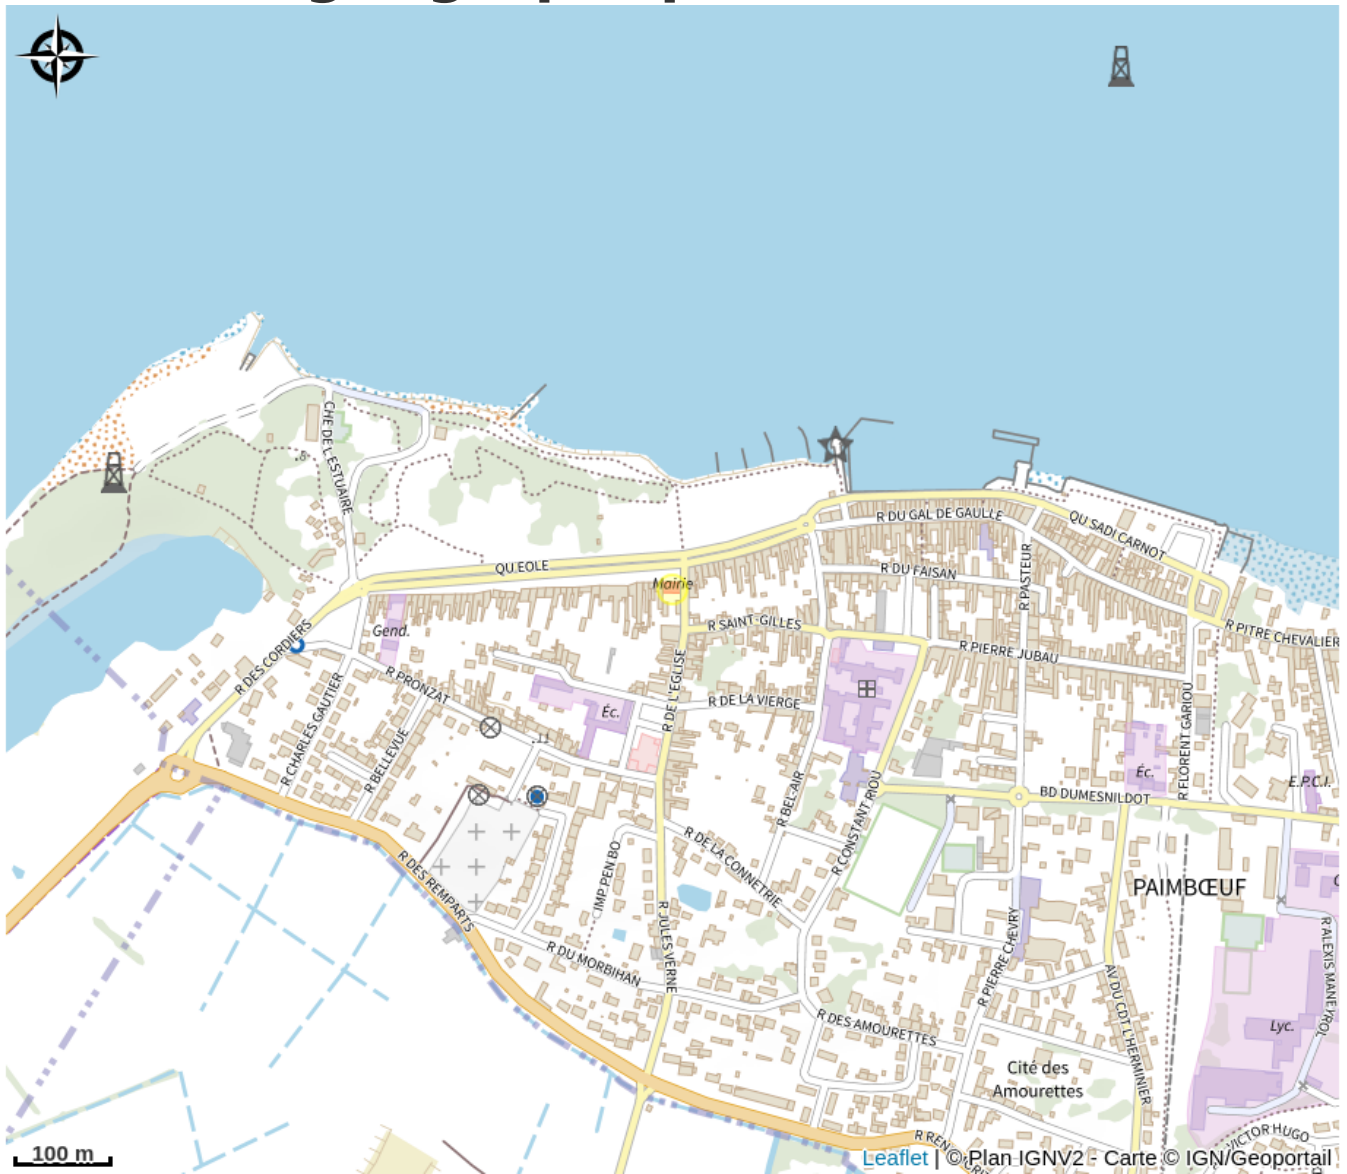 CHE DE L'ESTUAIRE
.8
QU EOLE
R DU GAL DE GAULLE
QU SADI CARNOT
R DU FAISAN
R PASTEUR
Mairie
R SAINT-GILLES
R PITRE CHEVALIER
R DES CORDIERS
Gend.
R PRONZAT
R DE L'EGLISE
R PIERRE JUBAU
R CHARLES GAUTIER
R BELLEVUE
Éc.
R DE LA VIERGE
.11
R FLORENT GARIOU
Éc.
E.P.C.I.
R BEL-AIR
R CONSTANT RIOU
BD DUMESNILDOT
R DE LA CONNETRIE
IMP PEN BO
R DES REMPARTS
PAIMBŒUF
R JULES VERNE
R DU MORBIHAN
R PIERRE CHEVRY
R ALEXIS MANEYROL
AV DU CDT L'HERMINIER
R DES AMOURETTES
Lyc.
Cité des
Amourettes
VICTOR HUGO
R REN
100 m
Leaflet | © Plan IGNV2 - Carte © IGN/Geoportail